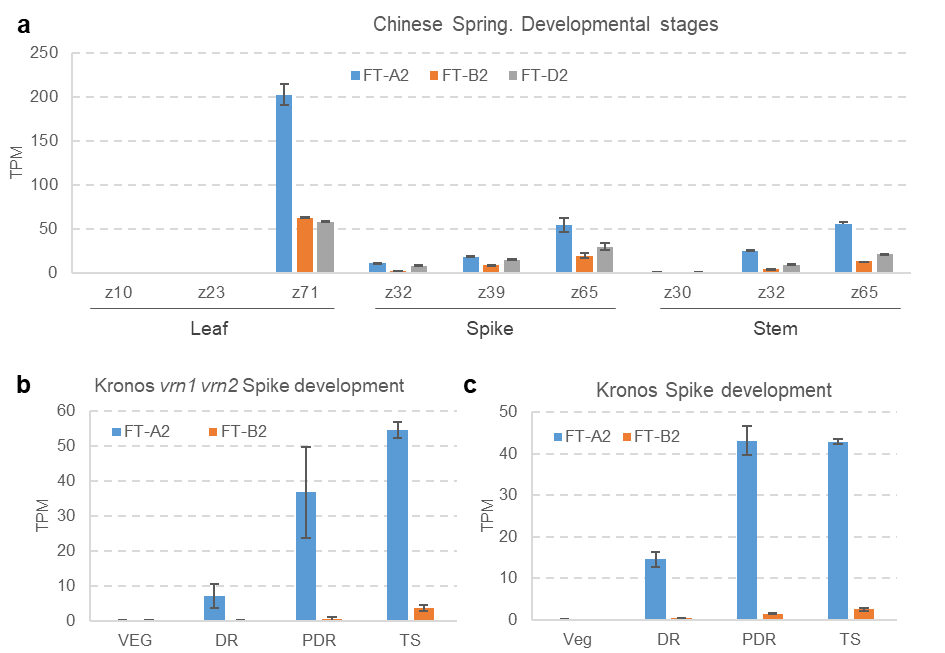 a
Chinese Spring. Developmental stages
250
200
150
100
50
0
TPM
FT-A2 FT-B2 FT-D2
z10 z23 z71 z32 z39 z65 z30 z32 z65
Leaf Spike Stem
b
Kronos vrn1 vrn2 Spike development
60
50
40
30
20
10
0
TPM
FT-A2 FT-B2
VEG DR PDR TS
c
Kronos Spike development
50
40
30
20
10
0
TPM
FT-A2 FT-B2
Veg DR PDR TS